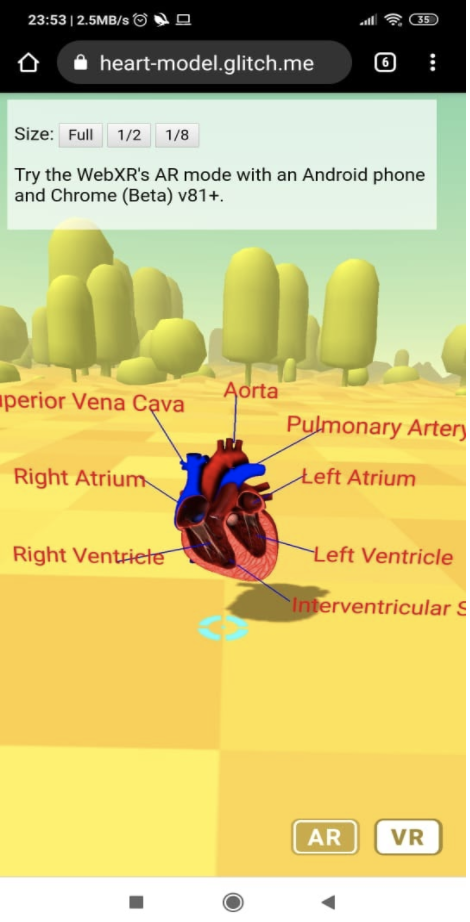 23:53 | 2.5MB/s
35
heart-model.glitch.me
6
Size: Full 1/2 1/8
Try the WebXR's AR mode with an Android phone
and Chrome (Beta) v81+.
Aorta
perior Vena Cava
Pulmonary Artery
Right Atrium
Left Atrium
Right Ventricle
Left Ventricle
Interventricular S
AR VR